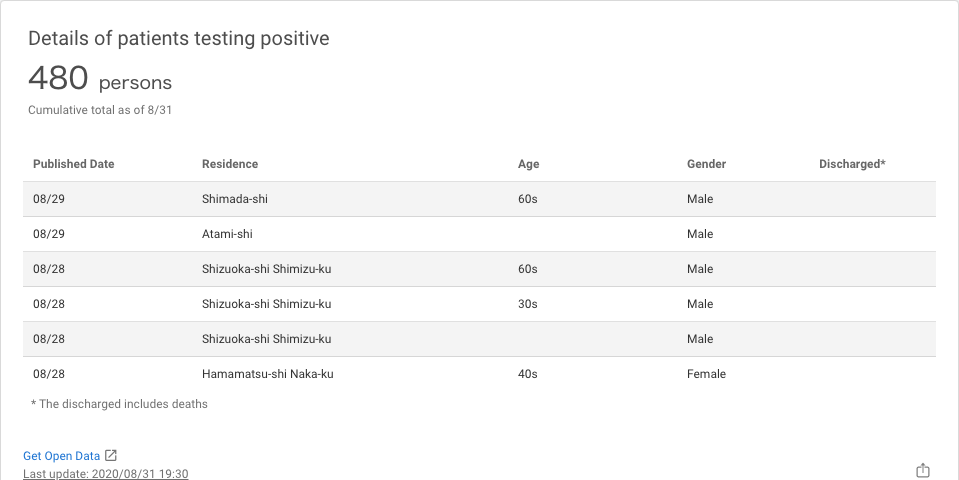 Details of patients testing positive
480 persons
Cumulative total as of 8/31
Published Date Residence Age Gender Discharged*
08/29 Shimada-shi 60s Male
08/29 Atami-shi Male
08/28 Shizuoka-shi Shimizu-ku 60s Male
08/28 Shizuoka-shi Shimizu-ku 30s Male
08/28 Shizuoka-shi Shimizu-ku Male
08/28 Hamamatsu-shi Naka-ku 40s Female
* The discharged includes deaths
Get Open Data
Last update: 2020/08/31 19:30